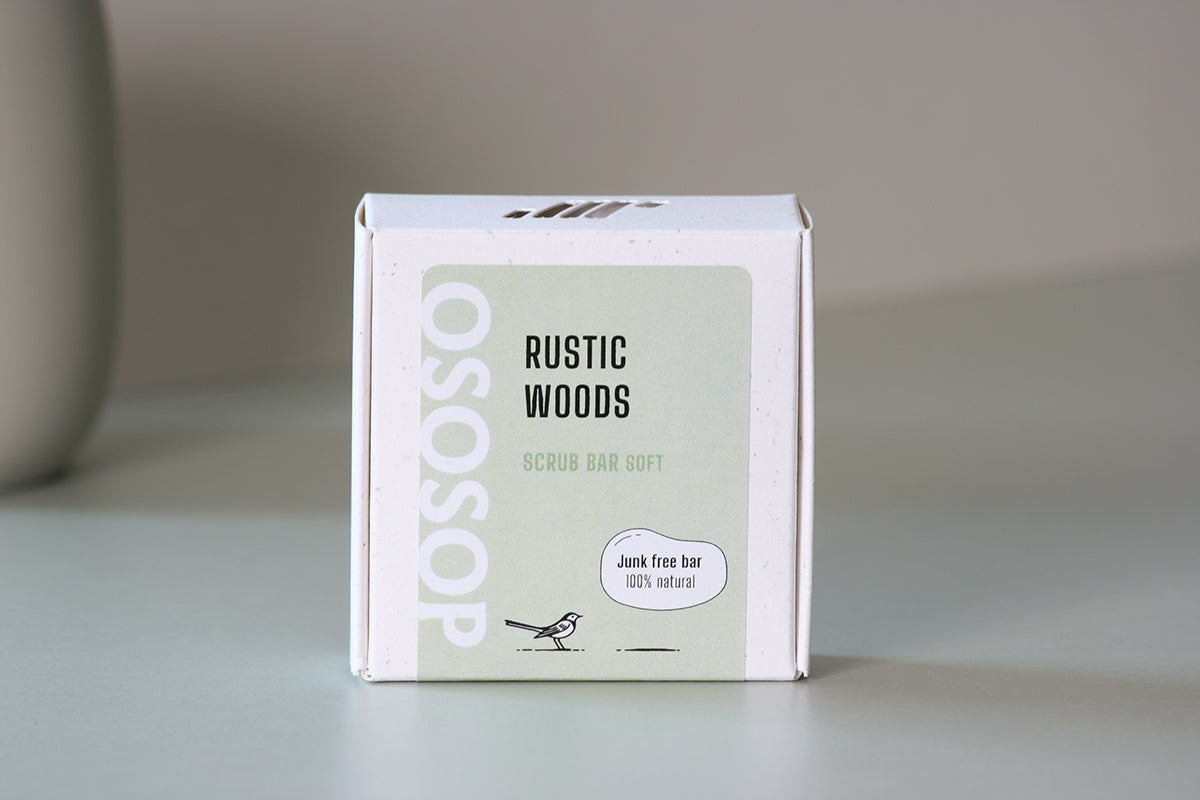 OSOSOP
RUSTIC
WOODS
SCRUB BAR SOFT
Junk free bar
100% natural